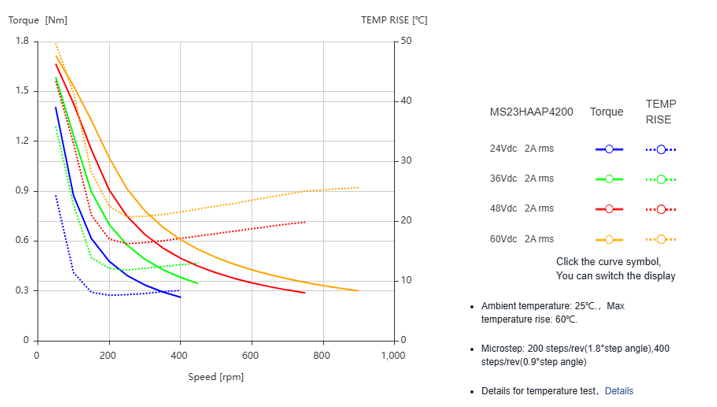 Torque [Nm]
TEMP RISE [℃]
1.8
1.5
1.2
0.9
0.6
0.3
0
50
40
30
20
10
0
0
200
400
600
800
1,000
Speed [rpm]
MS23HAAP4200 Torque TEMP RISE
24Vdc 2A rms
36Vdc 2A rms
48Vdc 2A rms
60Vdc 2A rms
Click the curve symbol,
You can switch the display
• Ambient temperature: 25℃., Max
temperature rise: 60℃.
• Microstep: 200 steps/rev(1.8°step angle),400
steps/rev(0.9°step angle)
• Details for temperature test, Details